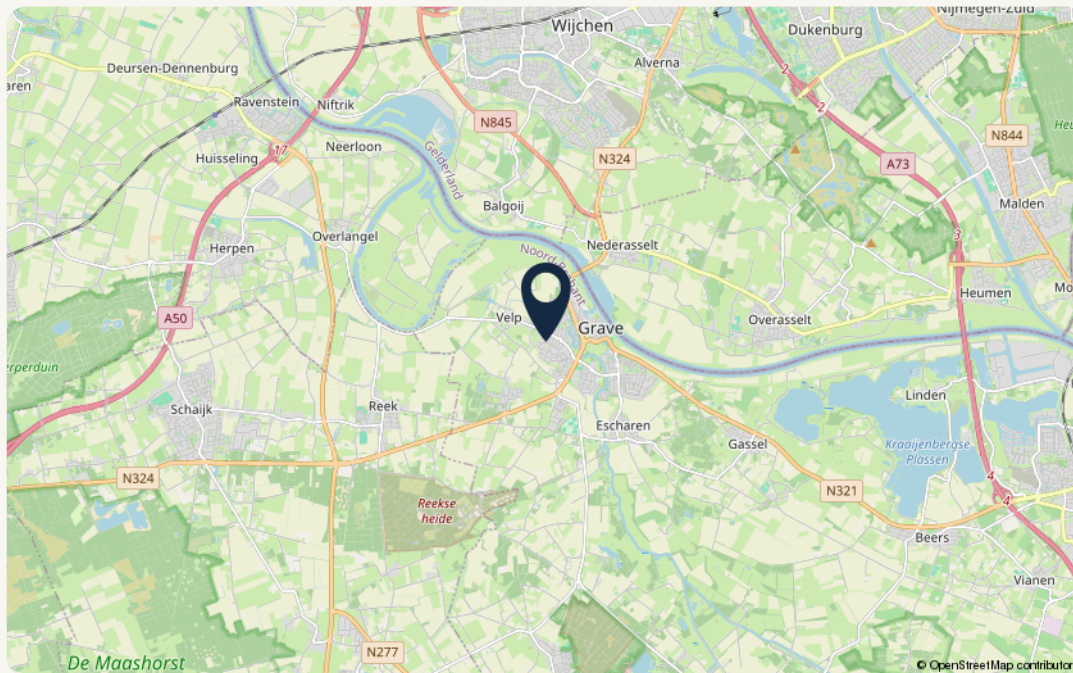 Nijmegen-Zuid
Wijchen
Dukenburg
Deursen-Dennenburg
Alverna
aren
2
Ravenstein
Niftrik
2
N845
N844
17
Neerloon
Huisseling
Gelderland
N324
A73
Balgoij
Malden
Overlangel
Nederasselt
3
Herpen
Noord-Brabant
Heumen
A50
Velp
Grave
Overasselt
erperduin
Linden
Schaijk
Reek
Escharen
Gassel
Kraaijenbergse
Plassen
N324
4
N321
4
Reekse
heide
Beers
Vianen
N277
De Maashorst
© OpenStreetMap contributor